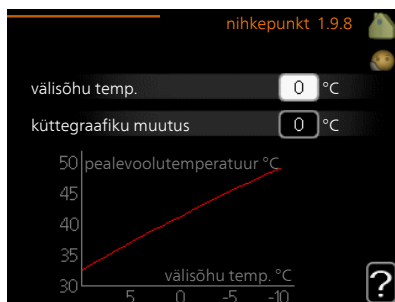 nihkepunkt 1.9.8
välisõhu temp. 0 °C
küttegraafiku muutus 0 °C
50 pealevoolutemperatuur °C
45
40
35
välisõhu temp. °C
30
5 0 -5 -10
?